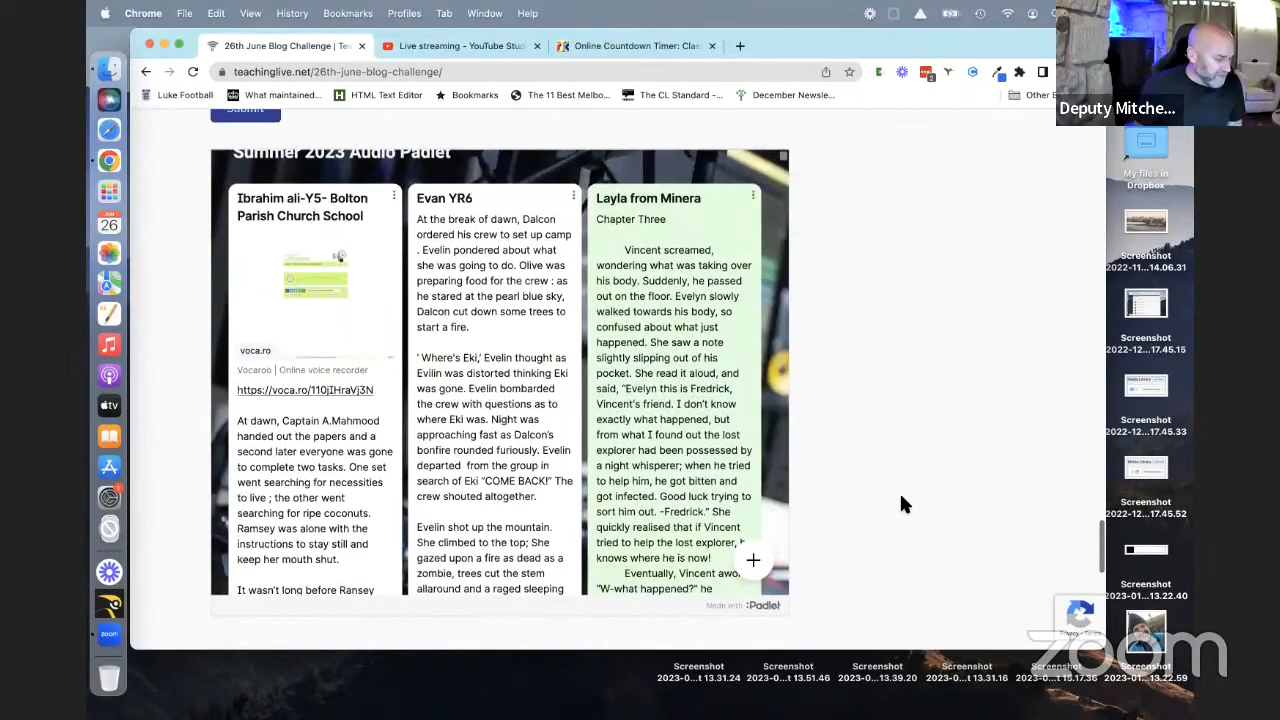 Chrome File Edit View History Bookmarks Profiles Tab Window Help
26th June Blog Challenge | Tea
Live streaming - YouTube Stud
Online Countdown Timer: Clas
teachinglive.net/26th-june-blog-challenge/
2
Luke Football
What maintained...
HTML Text Editor
Bookmarks
The 11 Best Melbo...
The CL Standard -...
December Newsle...
Other B
Deputy Mitche...
Submit
Summer 2023 Audio Padlet
Ibrahim ali-Y5- Bolton
Parish Church School
voca.ro
Vocaroo | Online voice recorder
https://voca.ro/110jIHraVj3N
At dawn, Captain A.Mahmood
handed out the papers and a
second later everyone was gone
to complete two tasks. One set
went searching for necessities
to live ; the other went
searching for ripe coconuts.
Ramsey was alone with the
instructions to stay still and
keep her mouth shut.
It wasn't long before Ransey
Evan YR6
At the break of dawn, Dalcon
ordered his crew to set up camp
. Evelin pondered about what
she was going to do. Olive was
preparing food for the crew : as
he stared at the pearl blue sky,
Dalcon cut down some trees to
start a fire.
' Where's Eki,' Evelin thought as
Evilin was distorted thinking Eki
was gone. Evelin bombarded
the crew with questions as to
where Eki was. Night was
approaching fast as Dalcon's
bonfire rounded furiously. Evelin
departed from the group in
search of Eki "COME BACK!" The
crew shouted altogether.
Evelin shot up the mountain.
She climbed to the top; She
gazed upon a fire as dead as a
zombie, trees cut the stem
allaround and a raged sleeping
Layla from Minera
Chapter Three
Vincent screamed,
wondering what was taking over
his body. Suddenly, he passed
out on the floor. Evelyn slowly
walked towards his body, so
confused about what just
happened. She saw a note
slightly slipping out of his
pocket. She read it aloud, and
said, "Evelyn this is Fredrick,
Vincent's friend. I don't know
exactly what happened, but
from what I found out the lost
explorer had been possessed by
a night whisperer; when he tried
to help him, he got bitten and
got infected. Good luck trying to
sort him out. -Fredrick." She
quickly realised that if Vincent
tried to help the lost explorer,
knows where he is now!
Eventually, Vincent awo
"W-what happened?" he
Made with :Padlet
Privacy - Terms
JUN
26
tv
1
zoom
My files in
Dropbox
Screenshot
2022-11...14.06.31
Screenshot
2022-12...17.45.15
Screenshot
2022-12...17.45.33
Screenshot
2022-12...17.45.52
Screenshot
2023-01...13.22.40
Screenshot
2023-01...13.22.59
Screenshot
2023-0...t 13.31.24
Screenshot
2023-0...t 13.51.46
Screenshot
2023-0...t 13.39.20
Screenshot
2023-0...t 13.31.16
Screenshot
2023-0...t 15.17.36
zoom